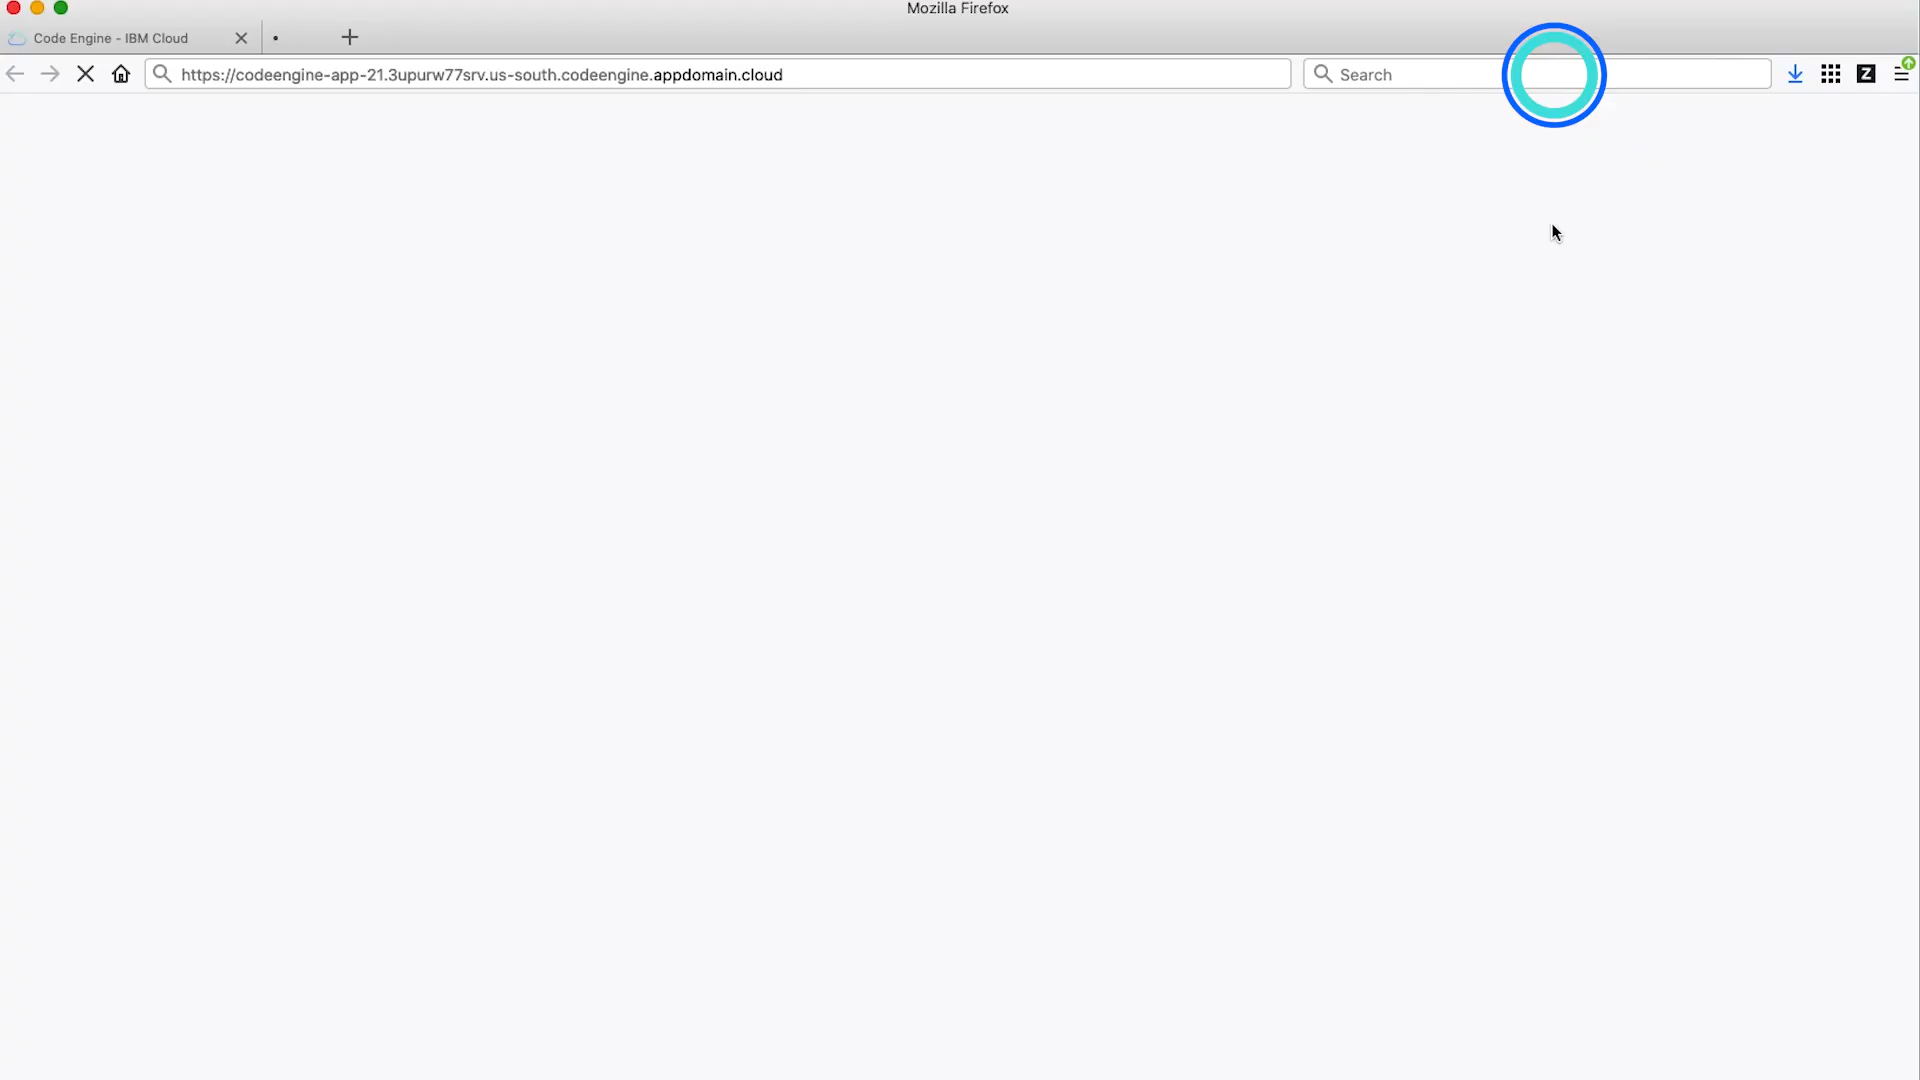 Mozilla Firefox
Code Engine - IBM Cloud
https://codeengine-app-21.3upurw77srv.us-south.codeengine.appdomain.cloud
Search
Z